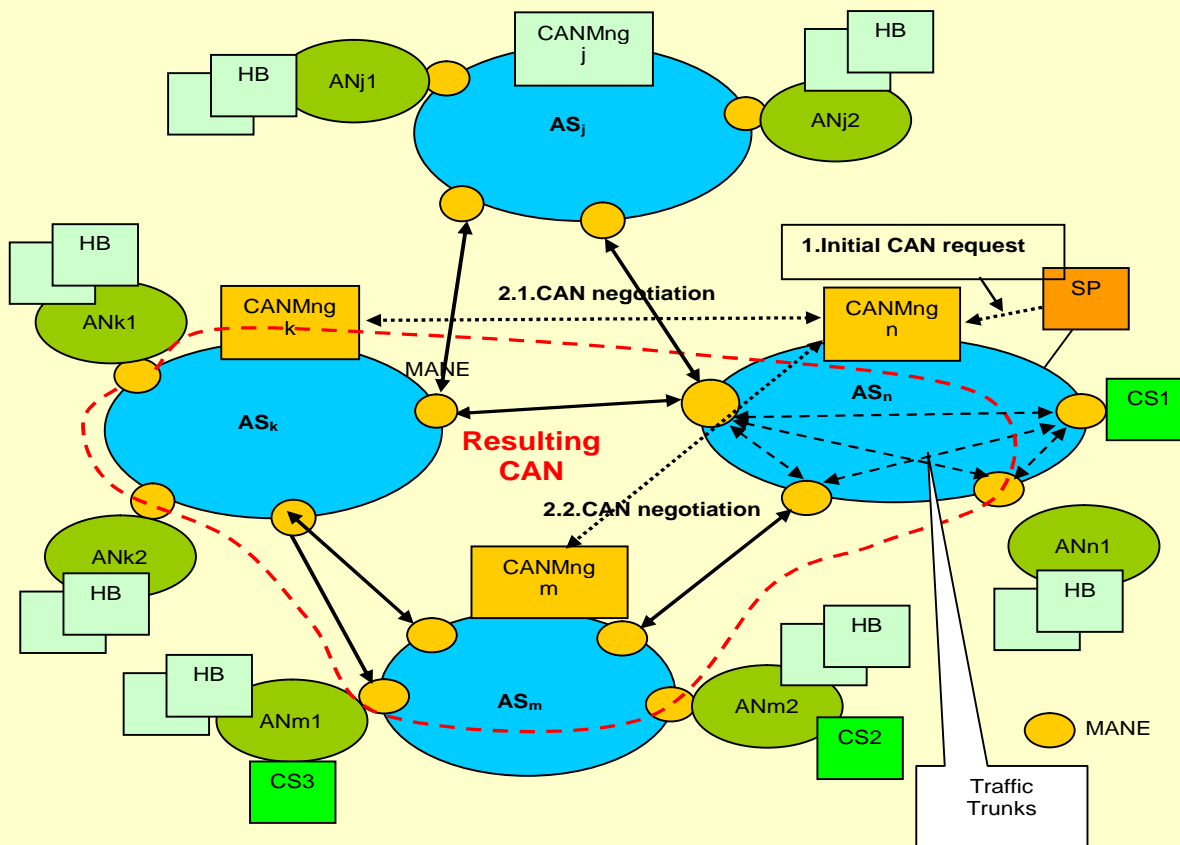 CANMng
j
HB
HB
ANj1
ANj2
ASj
1.Initial CAN request
HB
SP
2.1.CAN negotiation
CANMng
k
CANMng
n
ANk1
MANE
ASn
CS1
ASk
Resulting
CAN
2.2.CAN negotiation
ANk2
HB
CANMng
m
ANn1
HB
HB
HB
ASm
ANm1
ANm2
MANE
CS2
CS3
Traffic
Trunks